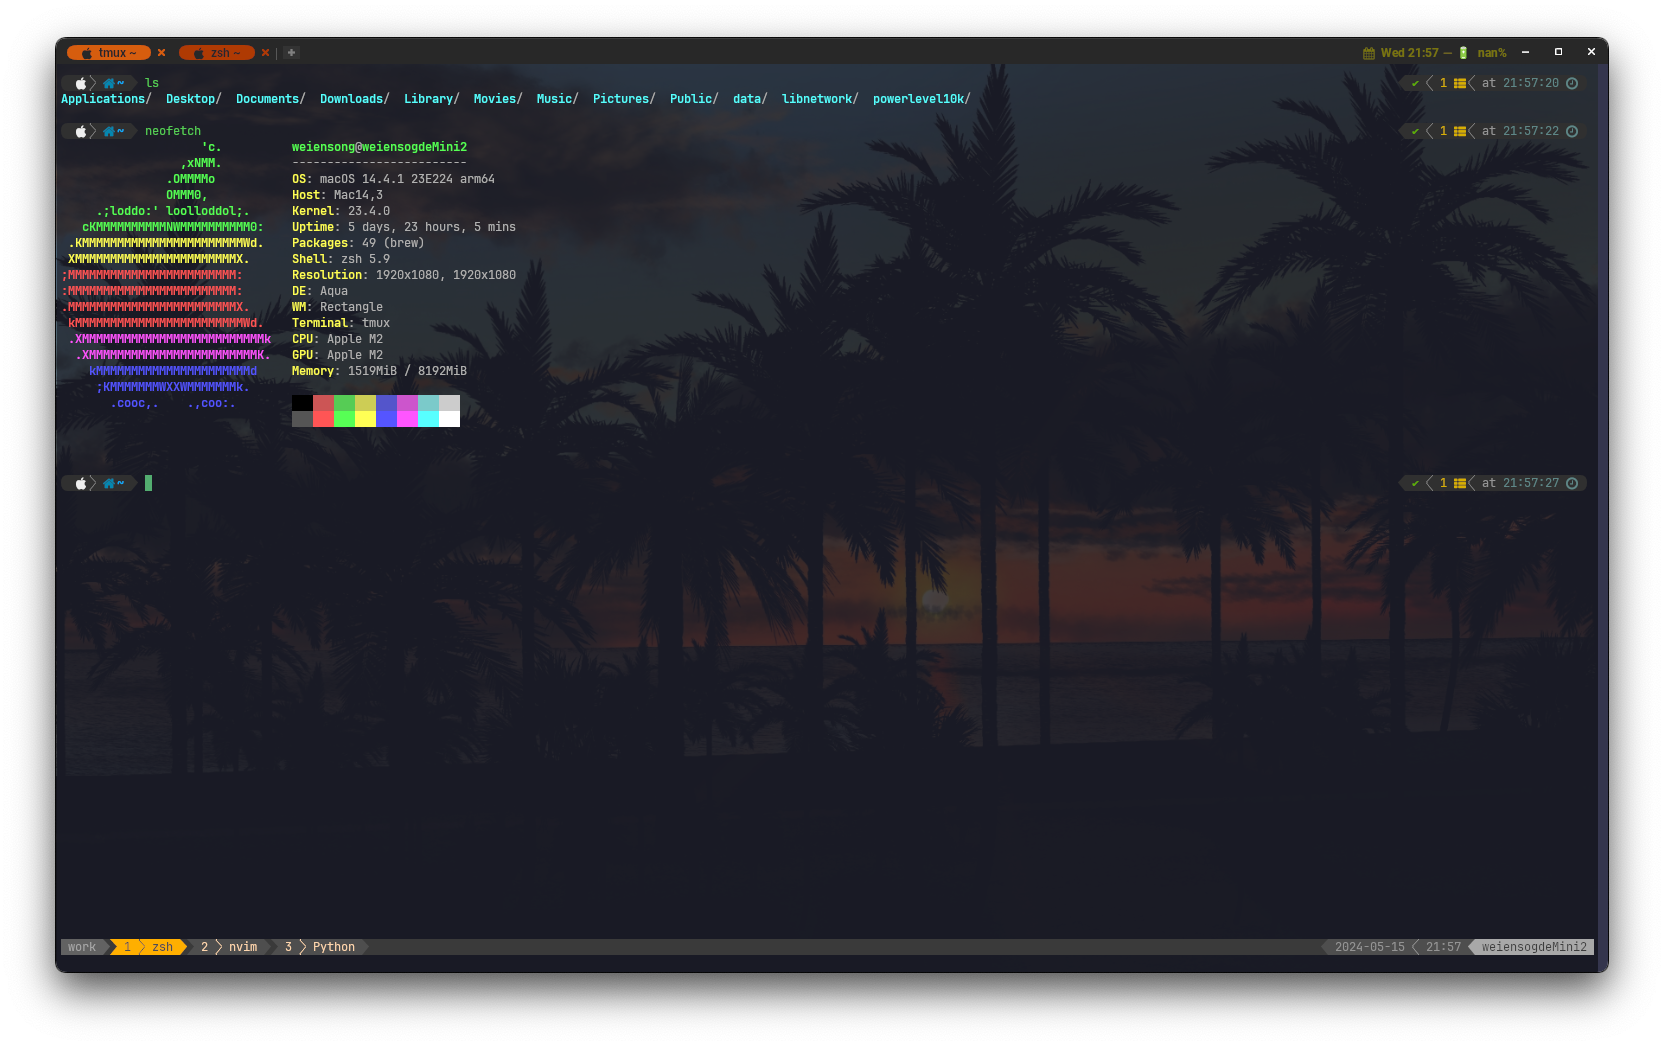 tmux ~ × zsh ~ × | + Wed 21:57 — nan%
~ ls ✔ 1 at 21:57:20
Applications/ Desktop/ Documents/ Downloads/ Library/ Movies/ Music/ Pictures/ Public/ data/ libnetwork/ powerlevel10k/
~ neofetch ✔ 1 at 21:57:22
'c. weiensong@weiensogdeMini2
,xNMM. -------------------------
.OMMMMo OS: macOS 14.4.1 23E224 arm64
OMMM0, Host: Mac14,3
.;loddo:' loolloddol;. Kernel: 23.4.0
cKMMMMMMMMMMNWMMMMMMMMMM0: Uptime: 5 days, 23 hours, 5 mins
.KMMMMMMMMMMMMMMMMMMMMMMMWd. Packages: 49 (brew)
XMMMMMMMMMMMMMMMMMMMMMMMX. Shell: zsh 5.9
;MMMMMMMMMMMMMMMMMMMMMMMM: Resolution: 1920x1080, 1920x1080
:MMMMMMMMMMMMMMMMMMMMMMMM: DE: Aqua
.MMMMMMMMMMMMMMMMMMMMMMMMX. WM: Rectangle
kMMMMMMMMMMMMMMMMMMMMMMMMWd. Terminal: tmux
.XMMMMMMMMMMMMMMMMMMMMMMMMMMk CPU: Apple M2
.XMMMMMMMMMMMMMMMMMMMMMMMMK. GPU: Apple M2
kMMMMMMMMMMMMMMMMMMMMMMd Memory: 1519MiB / 8192MiB
;KMMMMMMMWXXWMMMMMMMk.
.cooc,. .,coo:.
~ ✔ 1 at 21:57:27
work 1 zsh 2 nvim 3 Python 2024-05-15 21:57 weiensogdeMini2